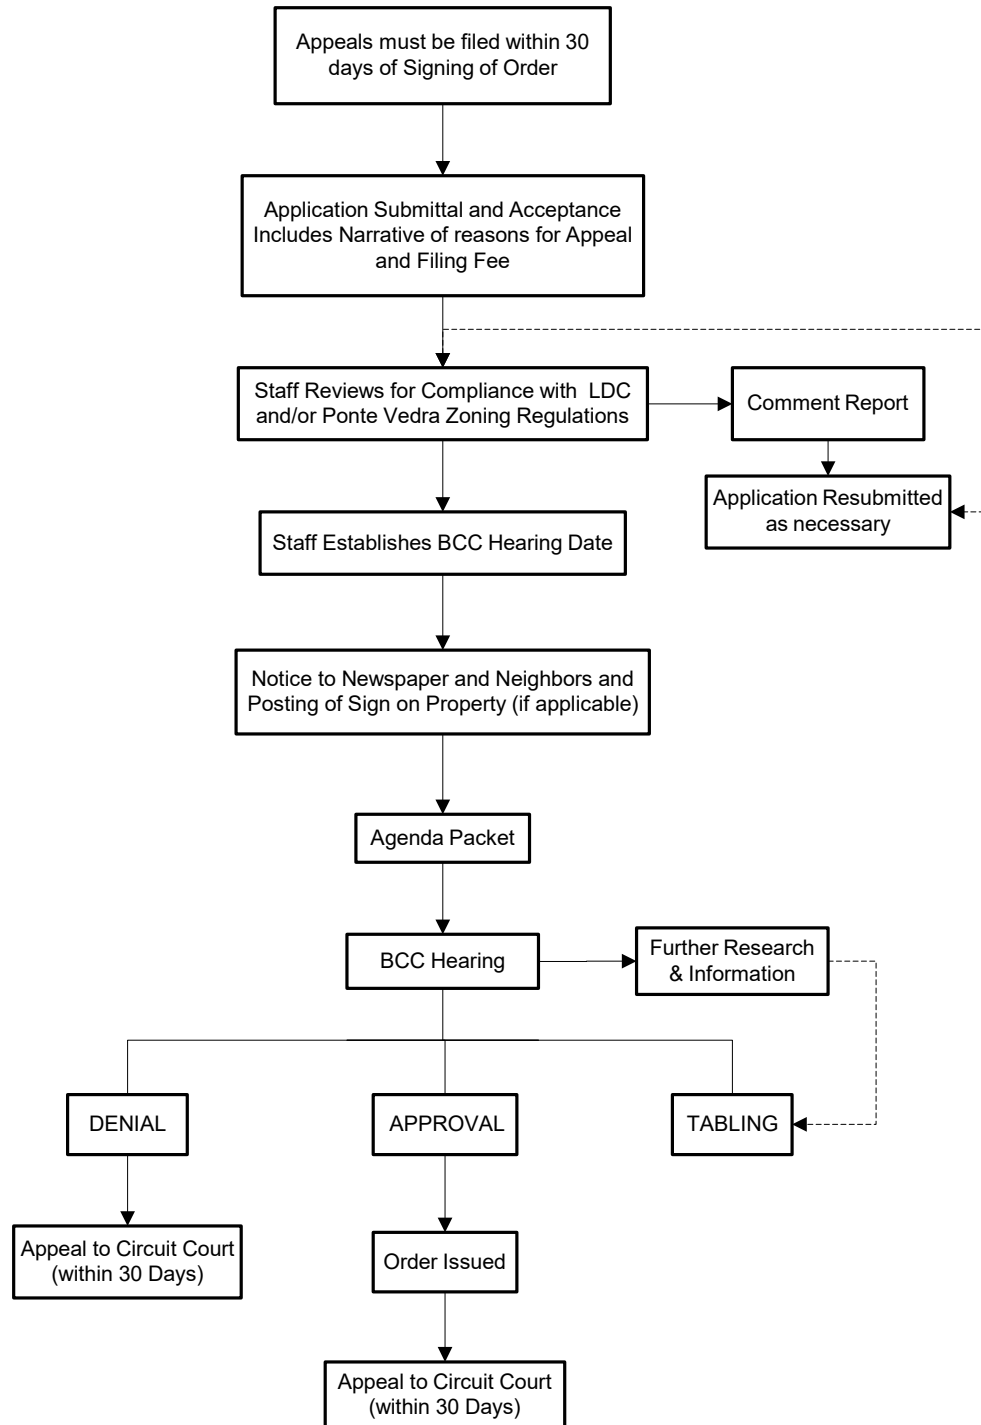 Appeals must be filed within 30
days of Signing of Order
Application Submittal and Acceptance
Includes Narrative of reasons for Appeal
and Filing Fee
Staff Reviews for Compliance with LDC
and/or Ponte Vedra Zoning Regulations
Comment Report
Application Resubmitted
as necessary
Staff Establishes BCC Hearing Date
Notice to Newspaper and Neighbors and
Posting of Sign on Property (if applicable)
Agenda Packet
BCC Hearing
Further Research
& Information
DENIAL
APPROVAL
TABLING
Appeal to Circuit Court
(within 30 Days)
Order Issued
Appeal to Circuit Court
(within 30 Days)